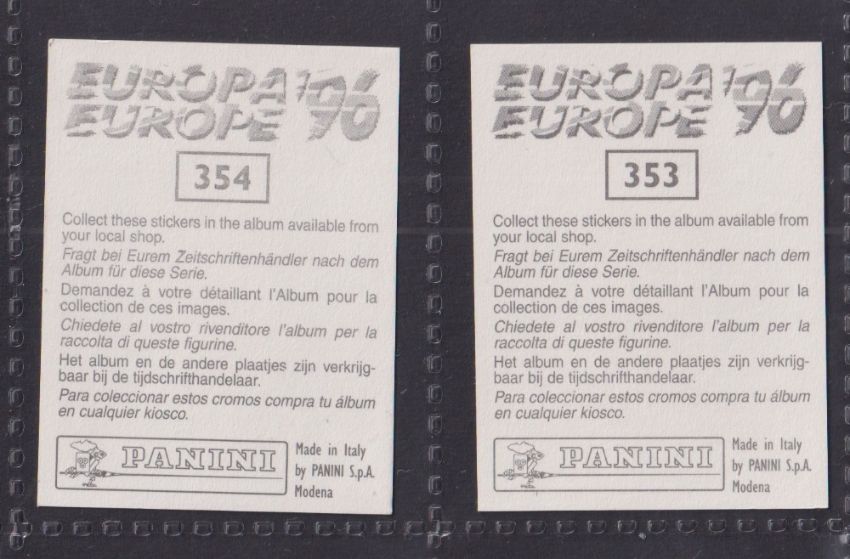 EUROPA
EUROPE '96
354
Collect these stickers in the album available from
your local shop.
Fragt bei Eurem Zeitschriftenhändler nach dem
Album für diese Serie.
Demandez à votre détaillant l'Album pour la
collection de ces images.
Chiedete al vostro rivenditore l'album per la
raccolta di queste figurine.
Het album en de andere plaatjes zijn verkrijg-
baar bij de tijdschrifthandelaar.
Para coleccionar estos cromos compra tu álbum
en cualquier kiosco.
PANINI
Made in Italy
by PANINI S.p.A.
Modena
EUROPA
EUROPE '96
353
Collect these stickers in the album available from
your local shop.
Fragt bei Eurem Zeitschriftenhändler nach dem
Album für diese Serie.
Demandez à votre détaillant l'Album pour la
collection de ces images.
Chiedete al vostro rivenditore l'album per la
raccolta di queste figurine.
Het album en de andere plaatjes zijn verkrijg-
baar bij de tijdschrifthandelaar.
Para coleccionar estos cromos compra tu álbum
en cualquier kiosco.
PANINI
Made in Italy
by PANINI S.p.A.
Modena